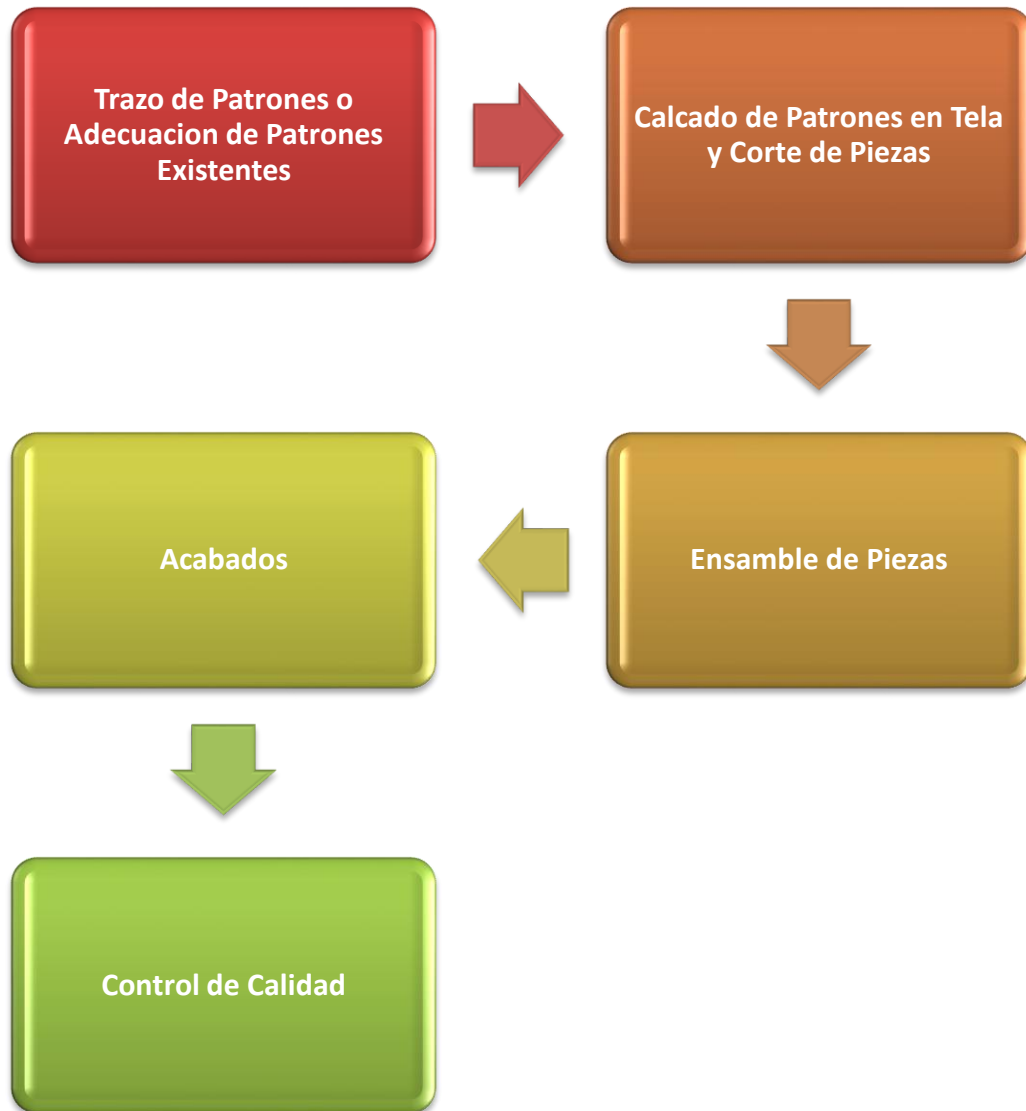 Trazo de Patrones o
Adecuacion de Patrones
Existentes
Calcado de Patrones en Tela
y Corte de Piezas
Ensamble de Piezas
Acabados
Control de Calidad